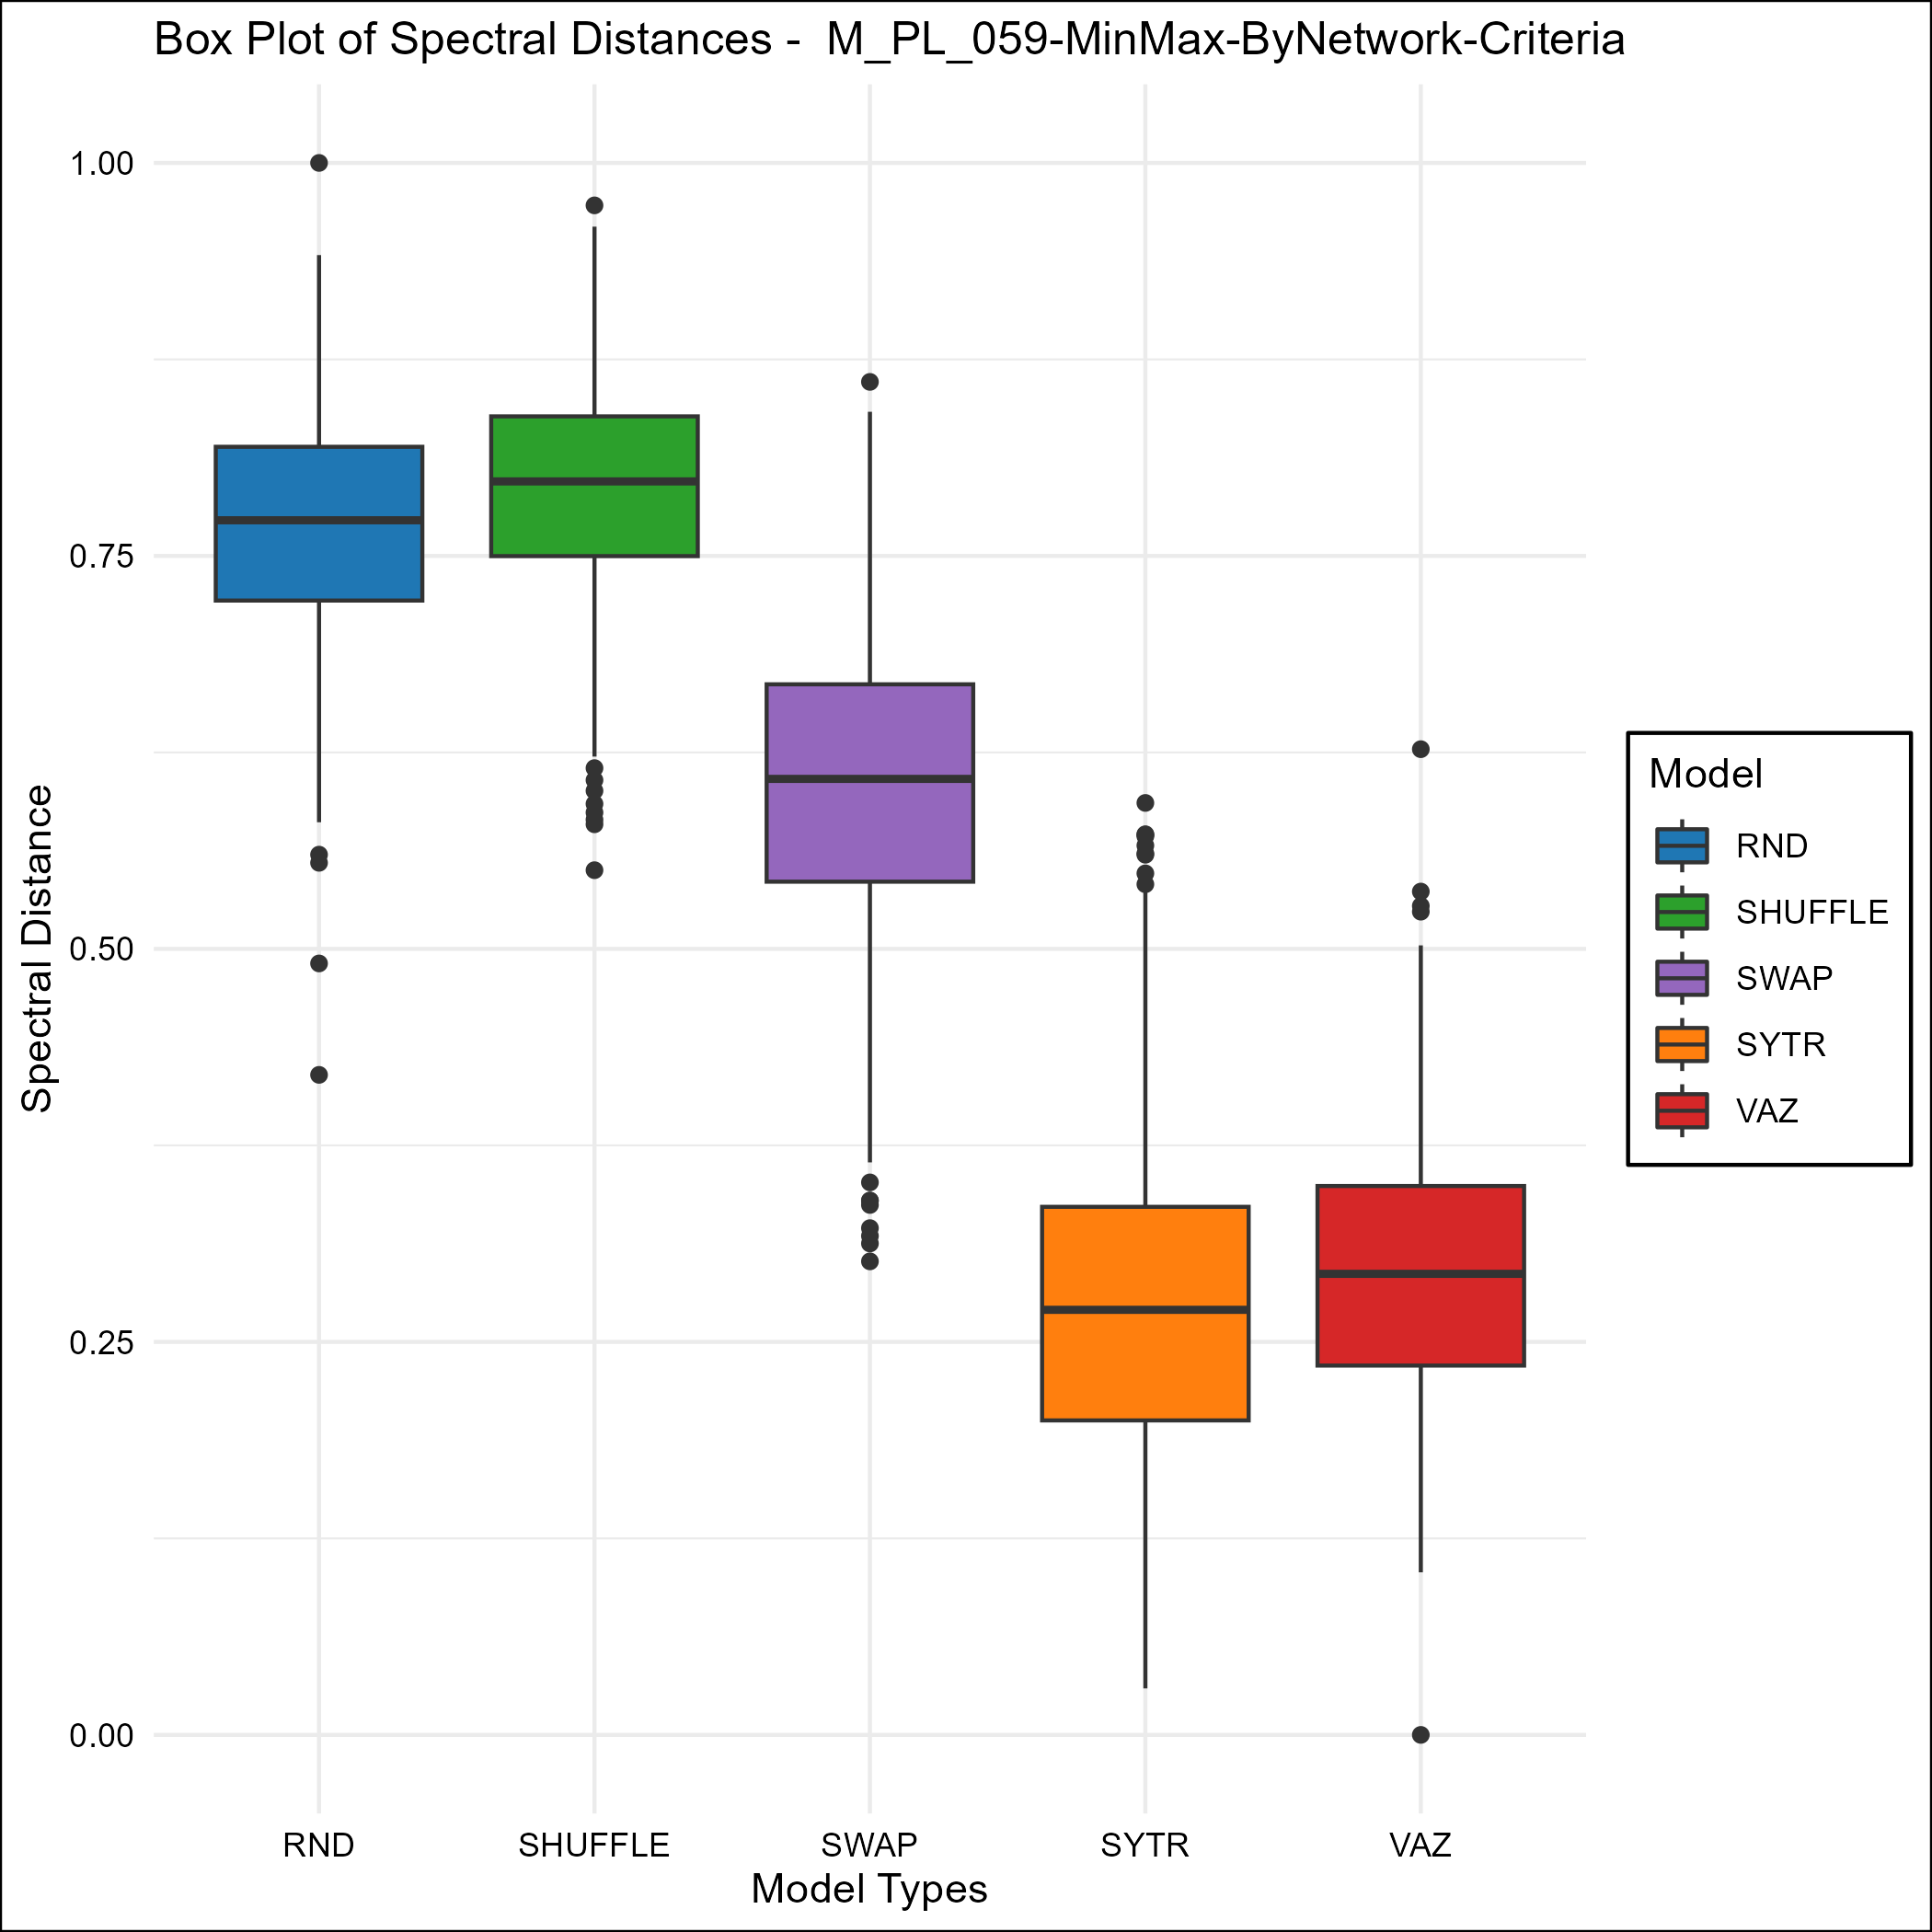 Box Plot of Spectral Distances -  M_PL_059-MinMax-ByNetwork-Criteria
1.00
0.75
0.50
0.25
0.00
Spectral Distance
RND
SHUFFLE
SWAP
SYTR
VAZ
Model Types
Model
RND
SHUFFLE
SWAP
SYTR
VAZ